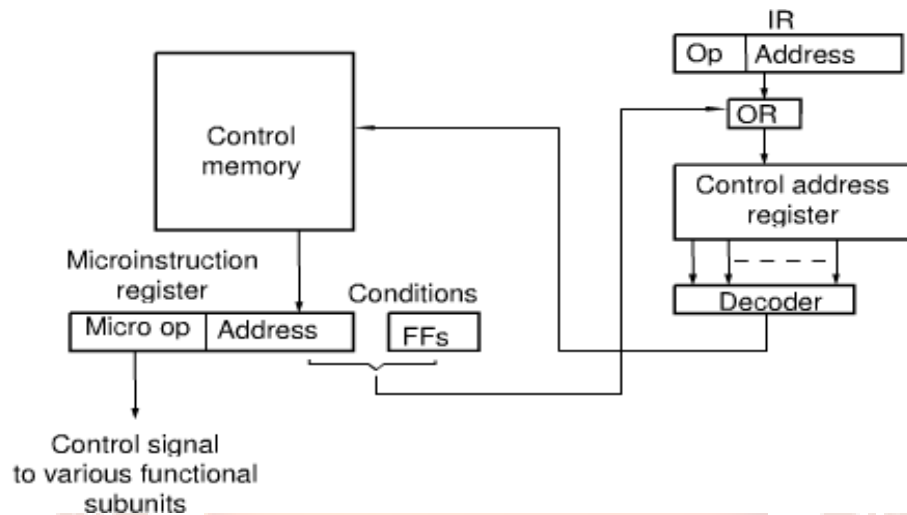 IR
Op Address
OR
Control
memory
Control address
register
Microinstruction
register
Conditions
Decoder
Micro op Address
FFs
Control signal
to various functional
subunits